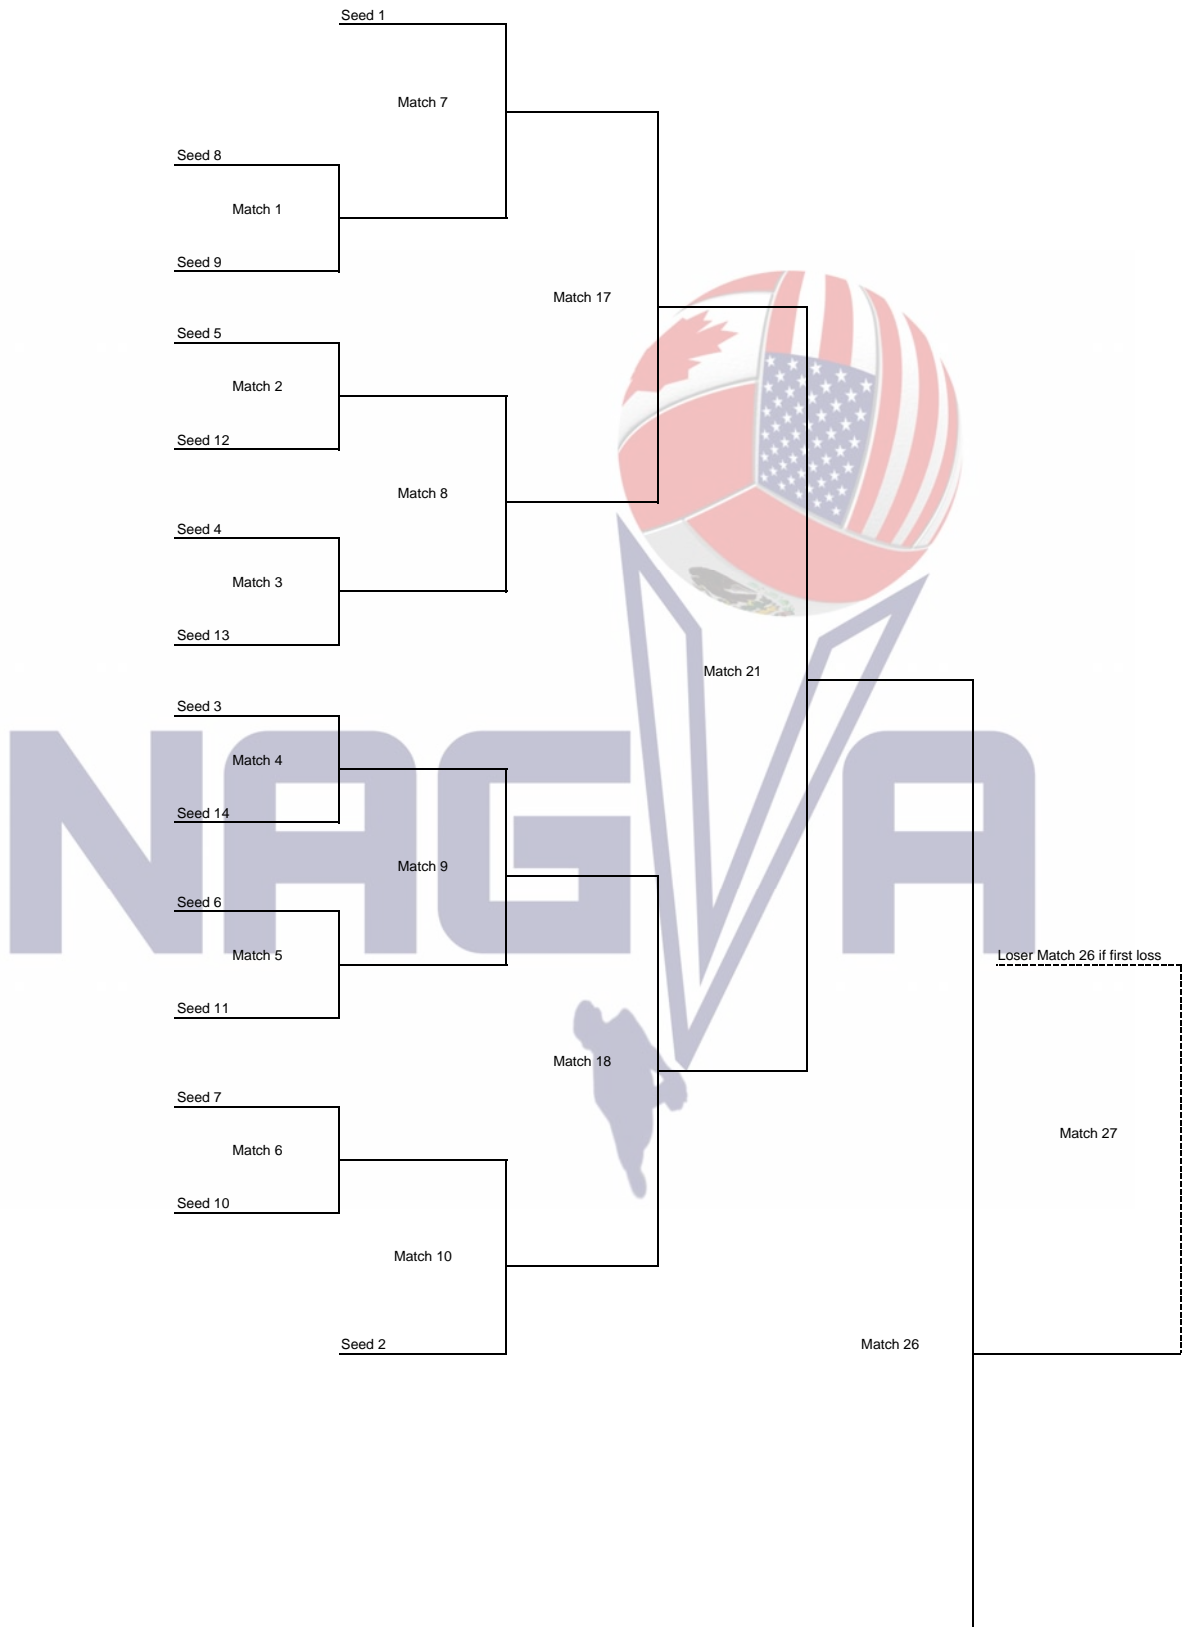 Seed 1
Match 7
Seed 8
Match 1
Seed 9
Match 17
Seed 5
Match 2
Seed 12
Match 8
Seed 4
Match 3
Seed 13
Match 21
Seed 3
NAGVA
Match 4
Seed 14
Match 9
Seed 6
Match 5
Loser Match 26 if first loss
Seed 11
Match 18
Seed 7
Match 27
Match 6
Seed 10
Match 10
Seed 2
Match 26